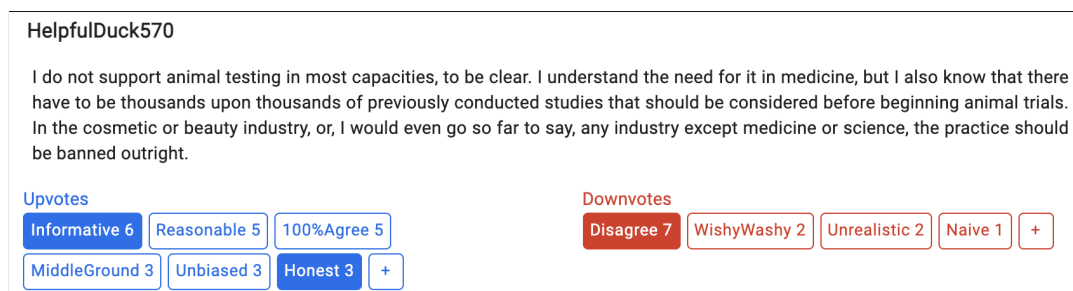 HelpfulDuck570
I do not support animal testing in most capacities, to be clear. I understand the need for it in medicine, but I also know that there
have to be thousands upon thousands of previously conducted studies that should be considered before beginning animal trials.
In the cosmetic or beauty industry, or, I would even go so far to say, any industry except medicine or science, the practice should
be banned outright.
Upvotes
Informative 6 Reasonable 5 100%Agree 5
MiddleGround 3 Unbiased 3 Honest 3 +
Downvotes
Disagree 7 WishyWashy 2 Unrealistic 2 Naive 1 +